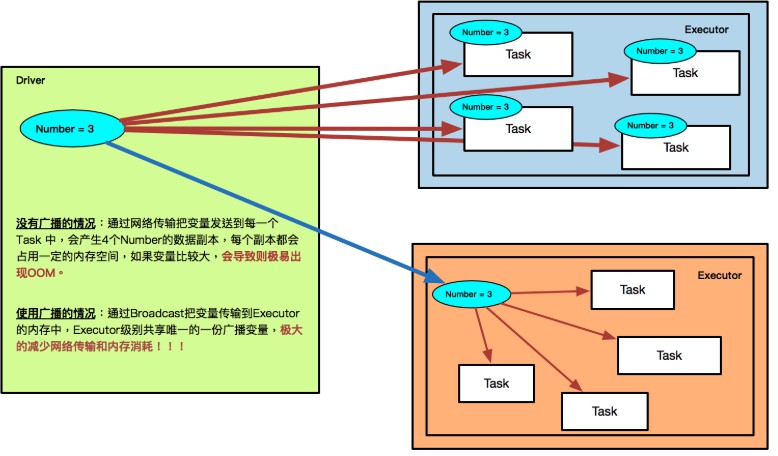 Driver
Number = 3
没有广播的情况：通过网络传输把变量发送到每一个
Task 中，会产生4个Number的数据副本，每个副本都会
占用一定的内存空间，如果变量比较大，会导致则极易出
现OOM。
使用广播的情况：通过Broadcast把变量传输到Executor
的内存中，Executor级别共享唯一的一份广播变量，极大
的减少网络传输和内存消耗！！！
Executor
Number = 3
Task
Number = 3
Task
Number = 3
Task
Number = 3
Task
Executor
Number = 3
Task
Task
Task
Task